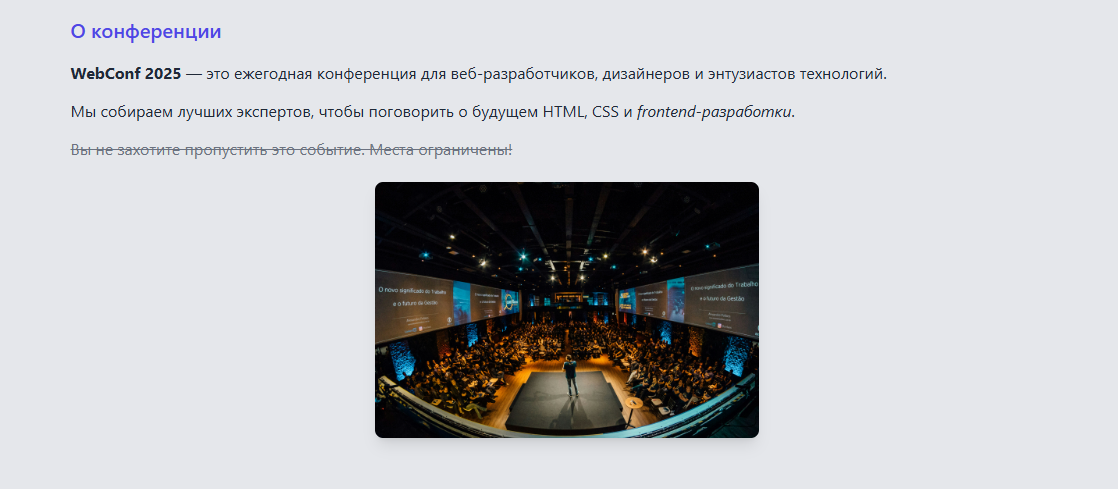 О конференции
WebConf 2025 — это ежегодная конференция для веб-разработчиков, дизайнеров и энтузиастов технологий.
Мы собираем лучших экспертов, чтобы поговорить о будущем HTML, CSS и frontend-разработки.
Вы не захотите пропустить это событие. Места ограничены!
O novo significado do Trabalho
e o futuro da Gestão
O novo significado do Trabalho
e o futuro da Gestão